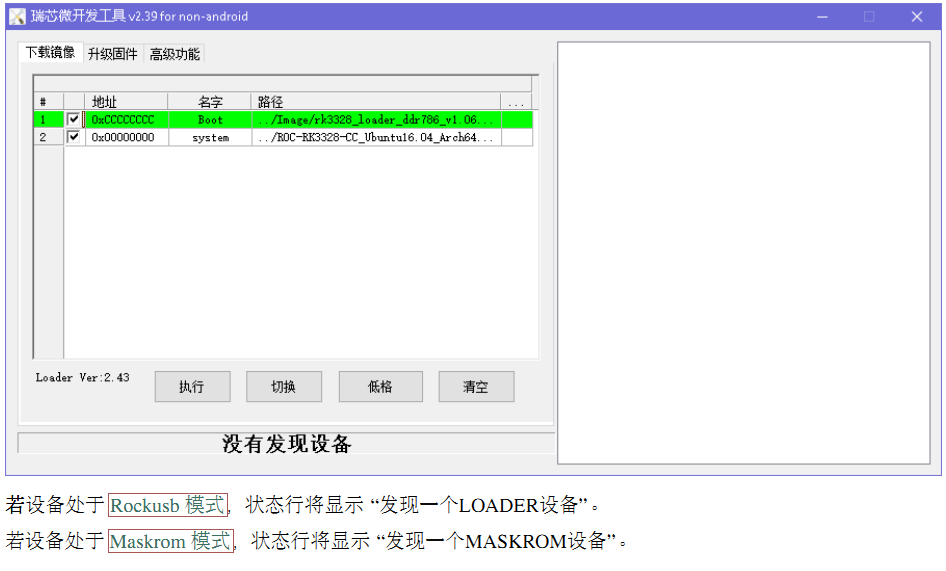 瑞芯微开发工具 v2.39 for non-android
下载镜像 升级固件 高级功能
# 地址 名字 路径 ...
1 0xCCCCCCCC Boot ../Image/rk3328_loader_ddr786_v1.06...
2 0x00000000 system ../ROC-RK3328-CC_Ubuntu16.04_Arch64...
Loader Ver:2.43 执行 切换 低格 清空
没有发现设备
若设备处于 Rockusb 模式，状态行将显示 “发现一个LOADER设备”。
若设备处于 Maskrom 模式，状态行将显示 “发现一个MASKROM设备”。